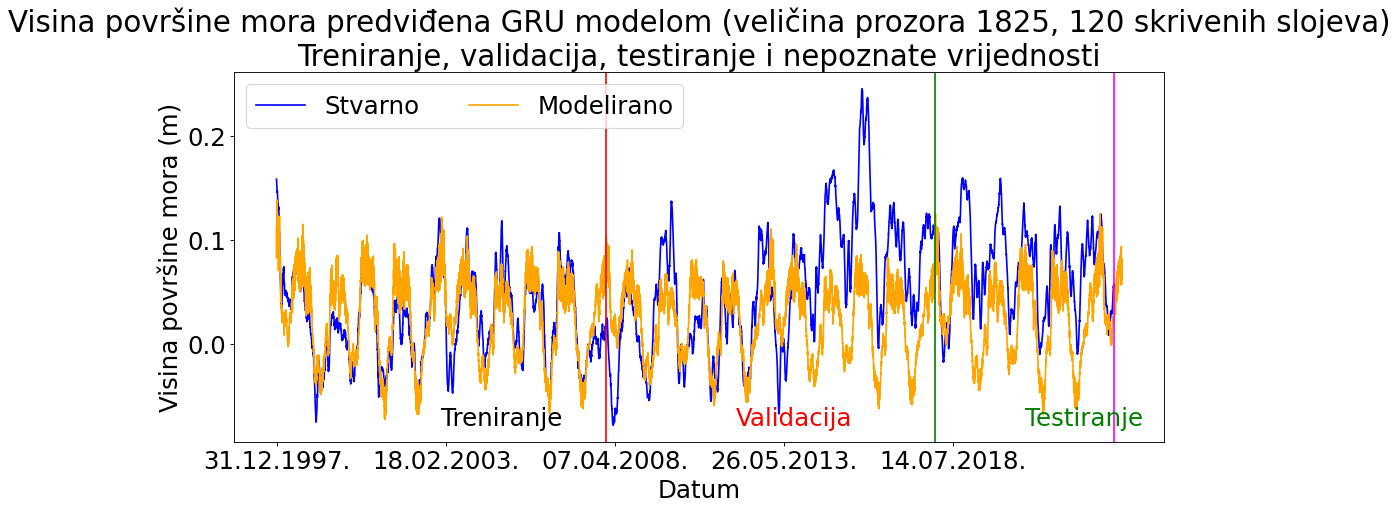 Visina površine mora predviđena GRU modelom (veličina prozora 1825, 120 skrivenih slojeva)
Treniranje, validacija, testiranje i nepoznate vrijednosti
Stvarno
Modelirano
Visina površine mora (m)
0.2
0.1
0.0
Treniranje
Validacija
Testiranje
31.12.1997.
18.02.2003.
07.04.2008.
26.05.2013.
14.07.2018.
Datum